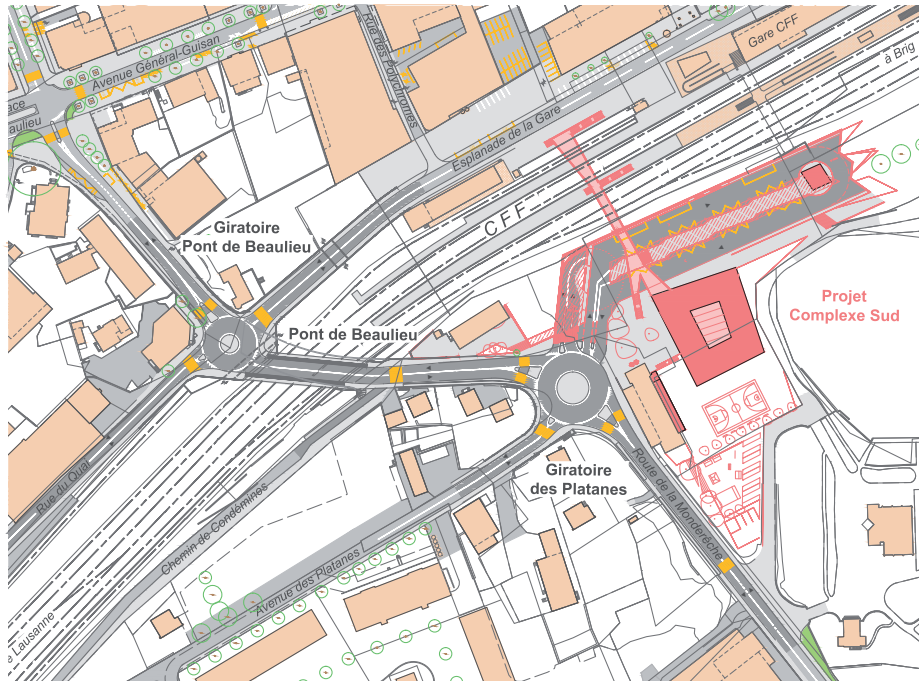 Avenue Général-Guisan
Rue des Polychromes
Gare CFF
à Brig
Esplanade de la Gare
CFF
Giratoire
Pont de Beaulieu
Pont de Beaulieu
Projet
Complexe Sud
Giratoire
des Platanes
Rue du Quai
Chemin de Condémines
Route de la Monderèche
Avenue des Platanes
Lausanne